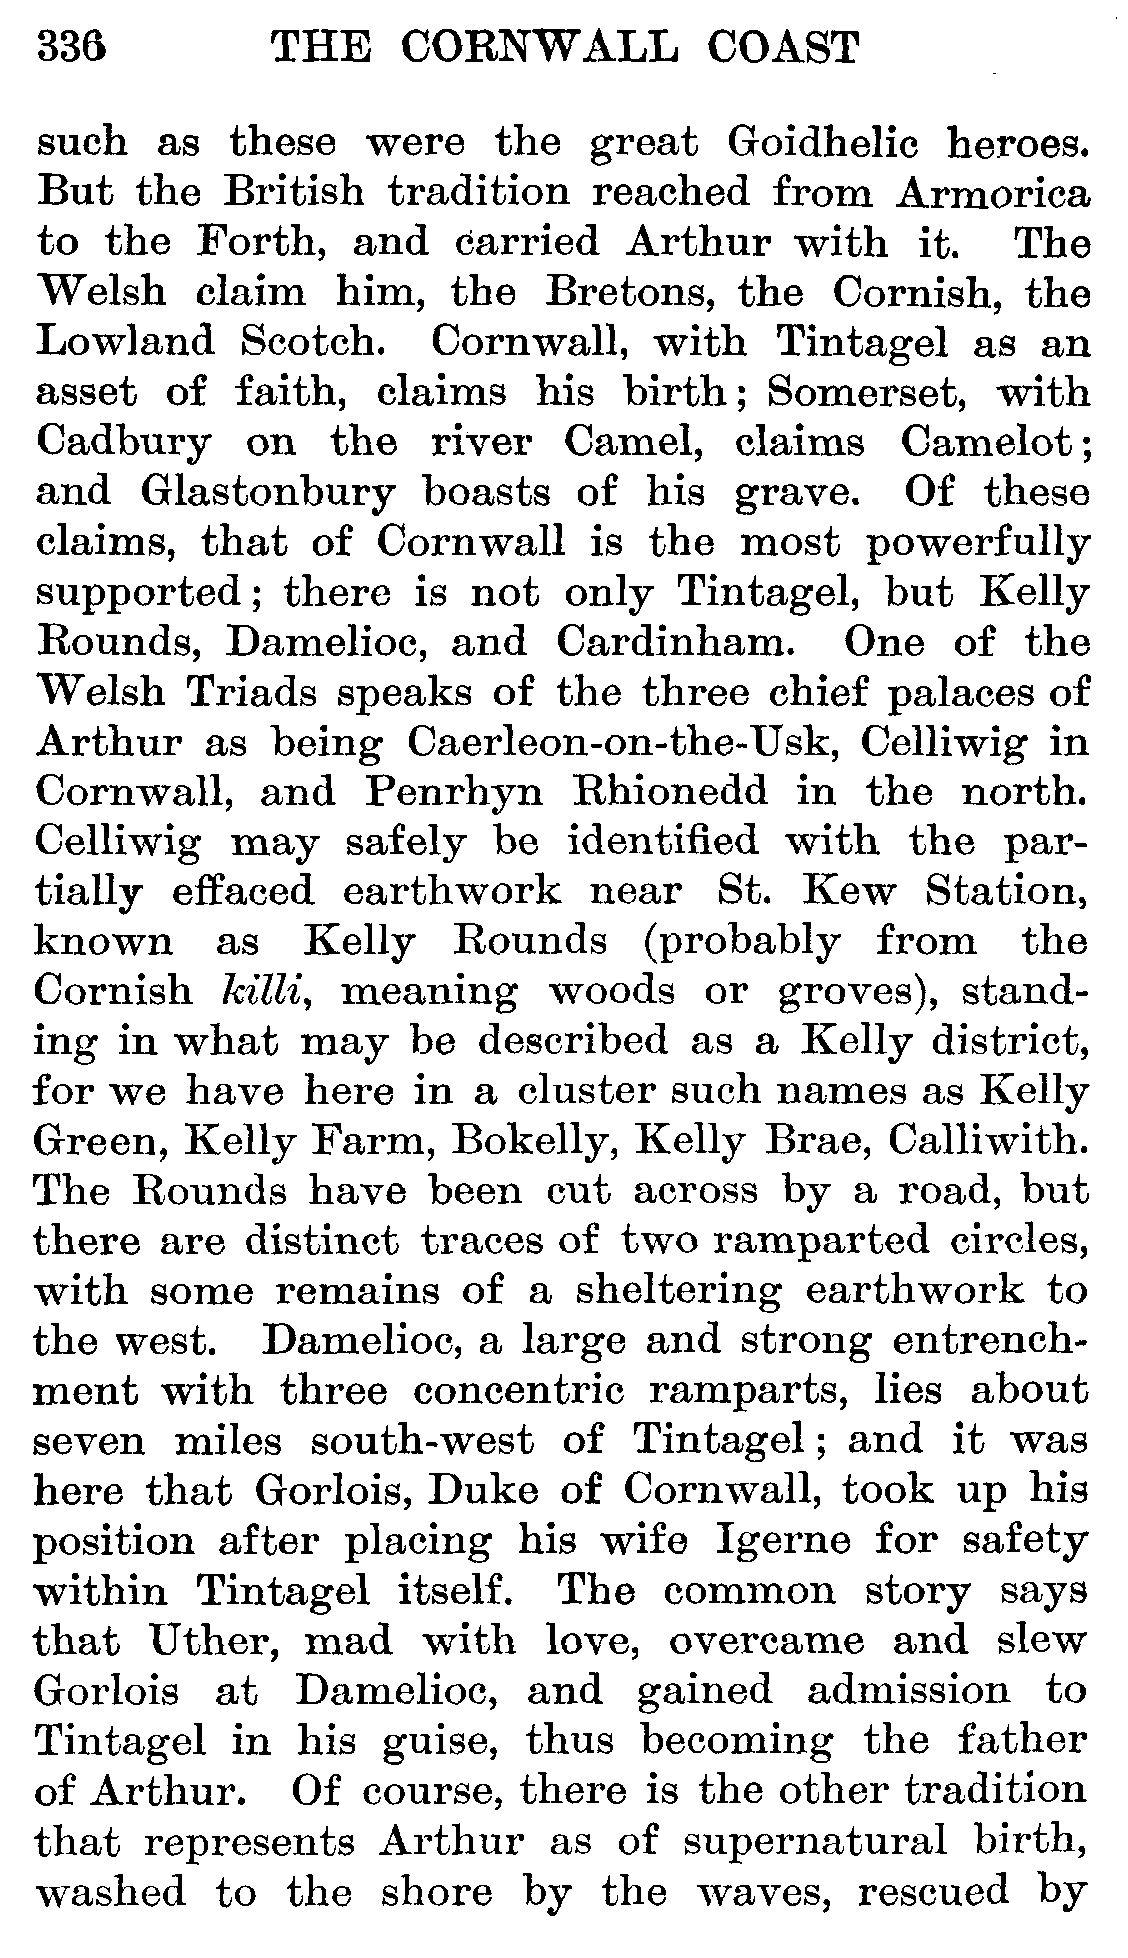 336 THE CORNWALL COAST
such as these were the great Goidhelic heroes.
But the British tradition reached from Armorica
to the Forth, and carried Arthur with it. The
Welsh claim him, the Bretons, the Cornish, the
Lowland Scotch. Cornwall, with Tintagel as an
asset of faith, claims his birth; Somerset, with
Cadbury on the river Camel, claims Camelot;
and Glastonbury boasts of his grave. Of these
claims, that of Cornwall is the most powerfully
supported; there is not only Tintagel, but Kelly
Rounds, Damelioc, and Cardinham. One of the
Welsh Triads speaks of the three chief palaces of
Arthur as being Caerleon-on-the-Usk, Celliwig in
Cornwall, and Penrhyn Rhionedd in the north.
Celliwig may safely be identified with the par-
tially effaced earthwork near St. Kew Station,
known as Kelly Rounds (probably from the
Cornish killi, meaning woods or groves), stand-
ing in what may be described as a Kelly district,
for we have here in a cluster such names as Kelly
Green, Kelly Farm, Bokelly, Kelly Brae, Calliwith.
The Rounds have been cut across by a road, but
there are distinct traces of two ramparted circles,
with some remains of a sheltering earthwork to
the west. Damelioc, a large and strong entrench-
ment with three concentric ramparts, lies about
seven miles south-west of Tintagel; and it was
here that Gorlois, Duke of Cornwall, took up his
position after placing his wife Igerne for safety
within Tintagel itself. The common story says
that Uther, mad with love, overcame and slew
Gorlois at Damelioc, and gained admission to
Tintagel in his guise, thus becoming the father
of Arthur. Of course, there is the other tradition
that represents Arthur as of supernatural birth,
washed to the shore by the waves, rescued by